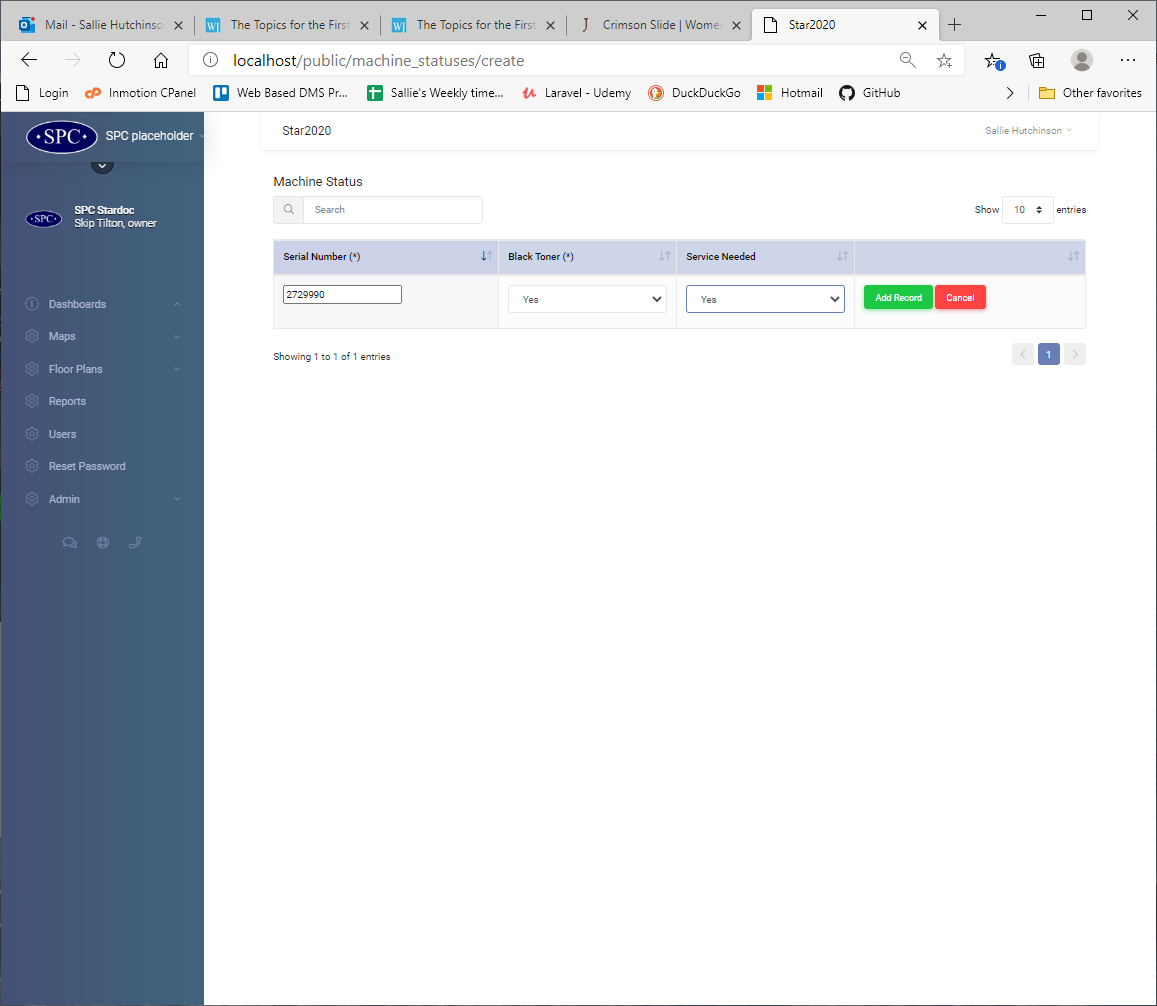 Mail - Sallie Hutchinso
The Topics for the First
The Topics for the First
Crimson Slide | Women
Star2020
localhost/public/machine_statuses/create
Login
Inmotion CPanel
Web Based DMS Pr...
Sallie's Weekly time...
Laravel - Udemy
DuckDuckGo
Hotmail
GitHub
Other favorites
SPC
SPC placeholder
Star2020
Sallie Hutchinson
SPC
SPC Stardoc
Skip Tilton, owner
Dashboards
Maps
Floor Plans
Reports
Users
Reset Password
Admin
Machine Status
Search
Show 10 entries
Serial Number (*)
Black Toner (*)
Service Needed
2729990
Yes
Yes
Add Record
Cancel
Showing 1 to 1 of 1 entries
1